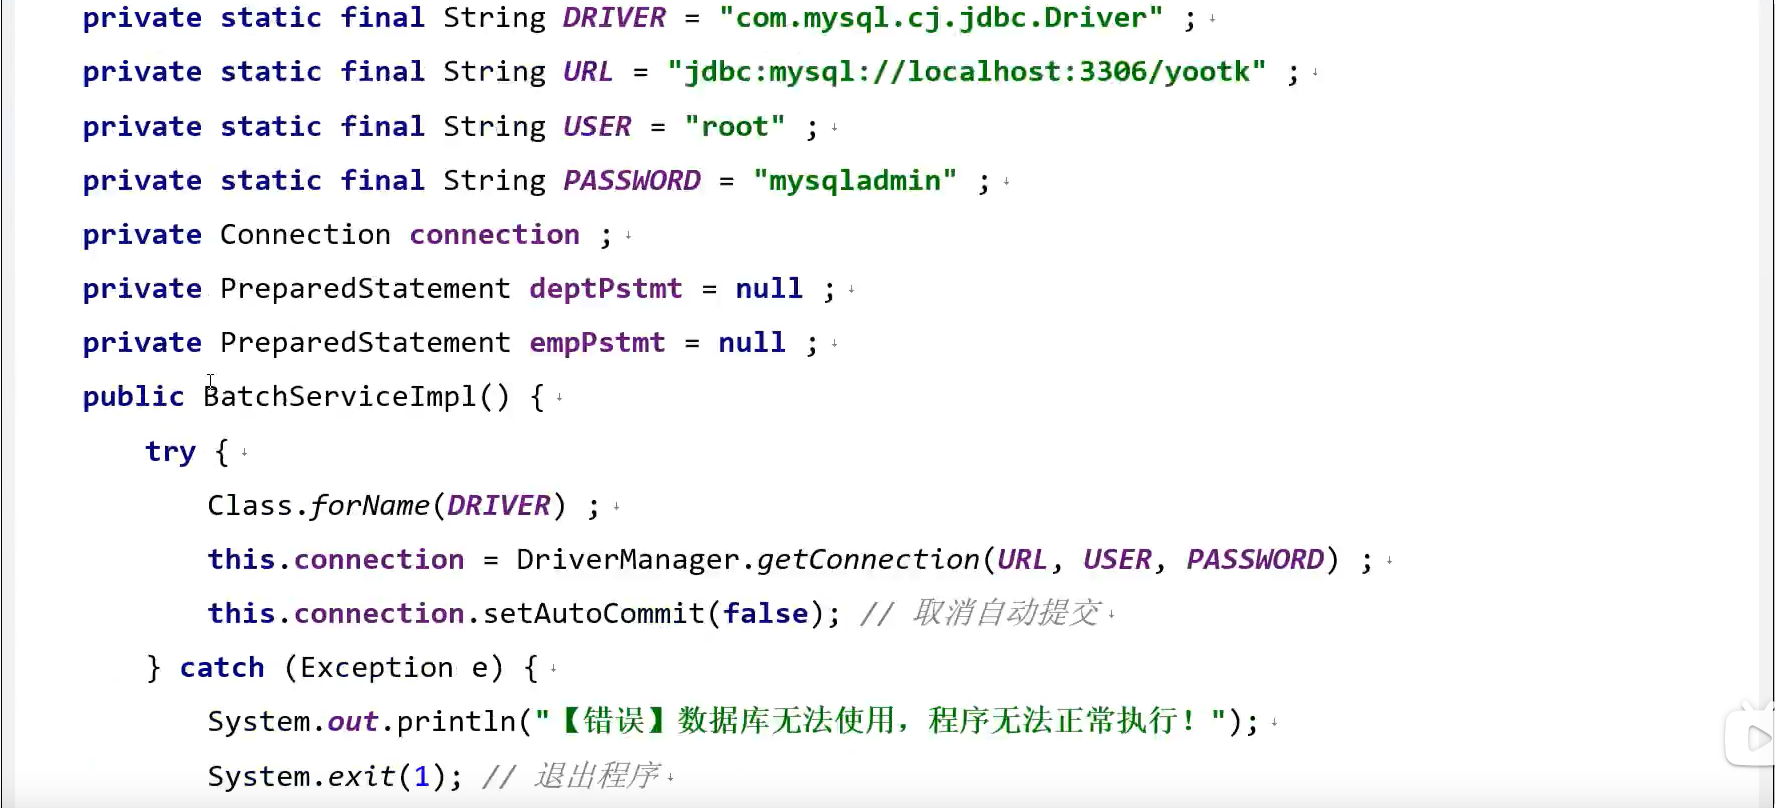 private static final String DRIVER = "com.mysql.cj.jdbc.Driver" ;
private static final String URL = "jdbc:mysql://localhost:3306/yootk" ;
private static final String USER = "root" ;
private static final String PASSWORD = "mysqladmin" ;
private Connection connection ;
private PreparedStatement deptPstmt = null ;
private PreparedStatement empPstmt = null ;
public BatchServiceImpl() {
try {
Class.forName(DRIVER) ;
this.connection = DriverManager.getConnection(URL, USER, PASSWORD) ;
this.connection.setAutoCommit(false); // 取消自动提交
} catch (Exception e) {
System.out.println("【错误】数据库无法使用，程序无法正常执行！");
System.exit(1); // 退出程序